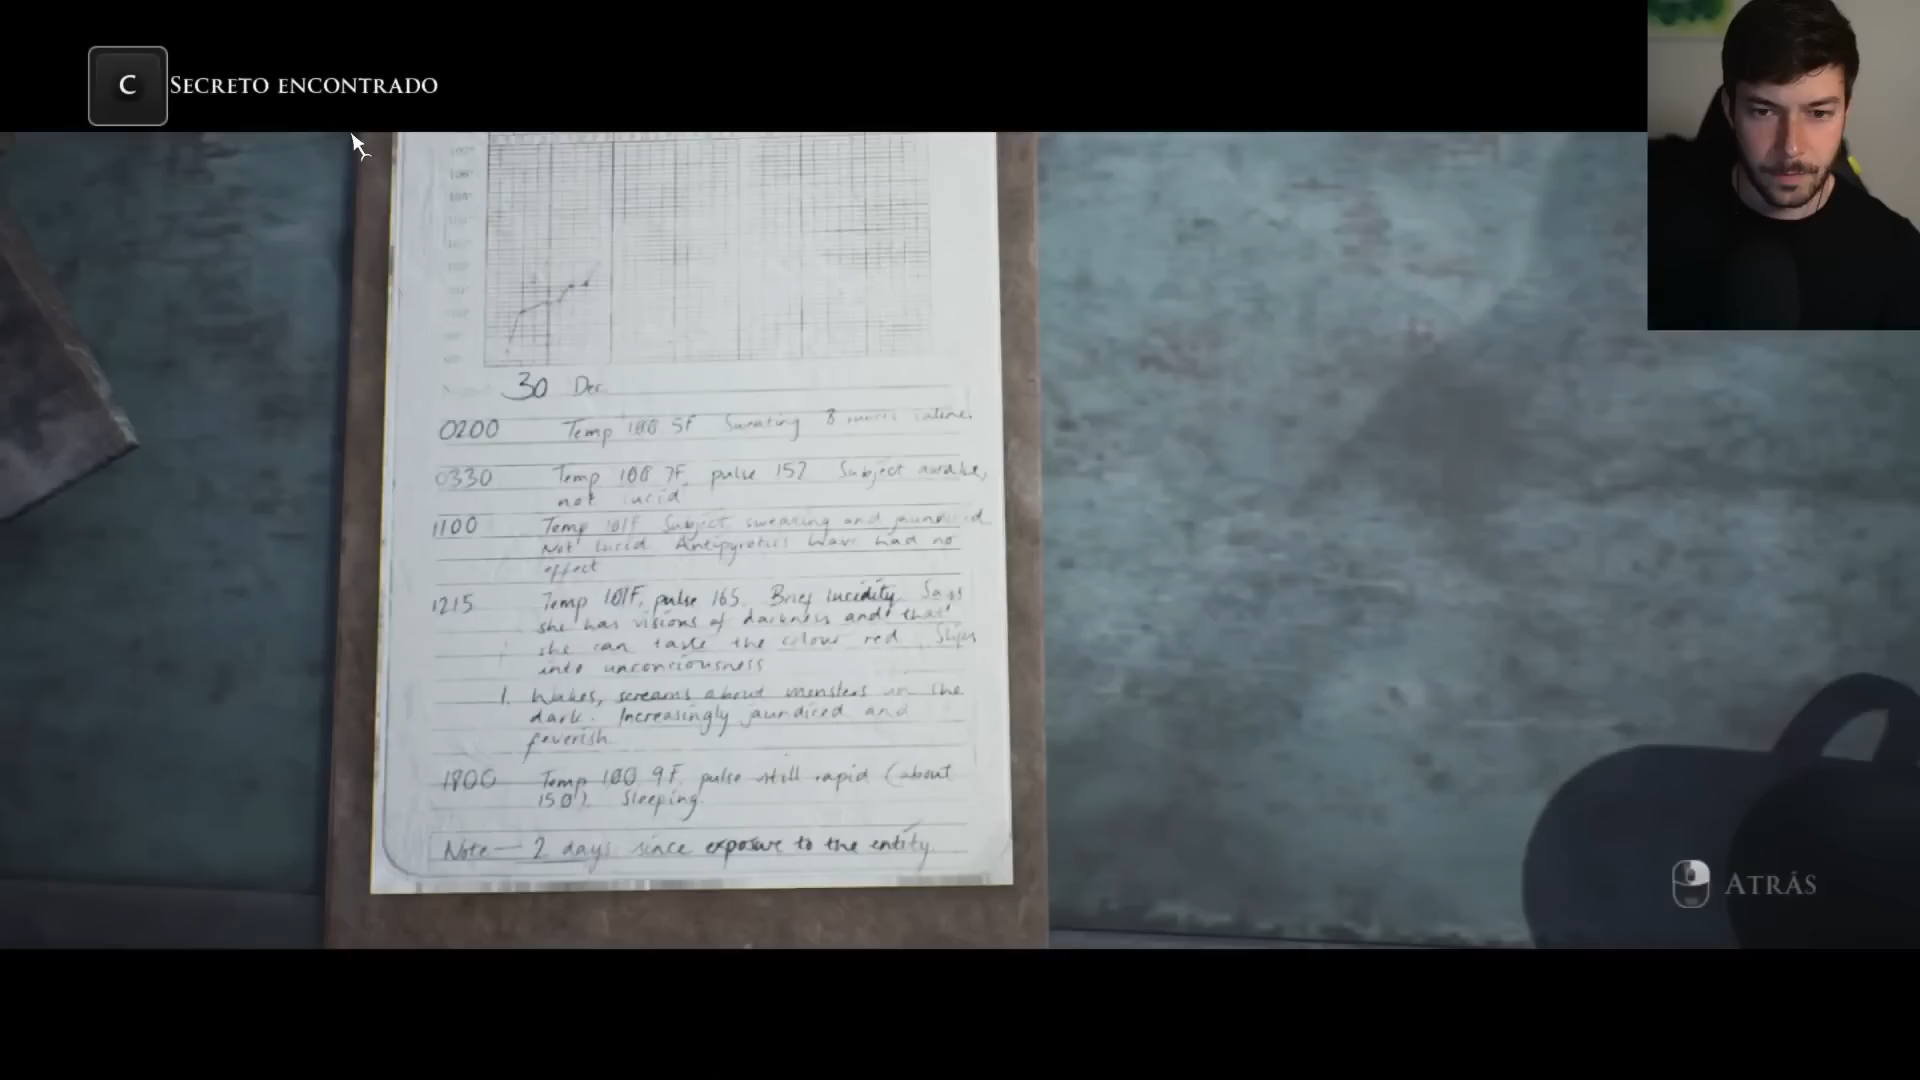 C SECRETO ENCONTRADO
30 Dec
0200 Temp 100 5F Sweating 8
0330 Temp 100 7F, pulse 152 Subject awake,
not lucid
1100 Temp 101F Subject sweating and jaundiced
Not lucid Antipyrotics have had no
effect
1215 Temp 101F, pulse 165. Brief lucidity. Says
she has visions of darkness and that
she can taste the colour red. Slips
into unconciousness
1. Wakes, screams about monsters in the
dark. Increasingly jaundiced and
feverish.
1800 Temp 100 9F, pulse still rapid (about
150). Sleeping.
Note — 2 days since exposure to the entity.
ATRÁS